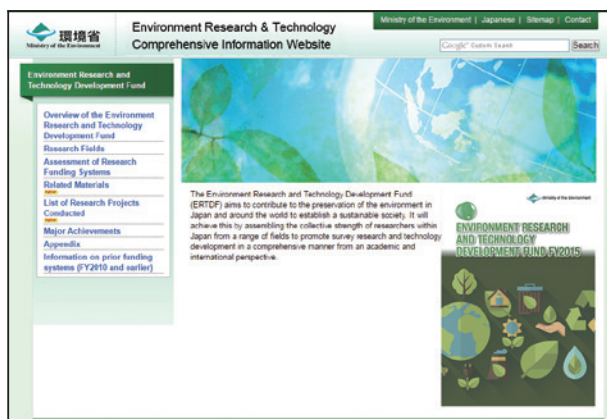 環境省
Ministry of the Environment
Environment Research & Technology
Comprehensive Information Website
Ministry of the Environment | Japanese | Sitemap | Contact
Google Custom Search
Search
Environment Research and
Technology Development Fund
Overview of the Environment
Research and Technology
Development Fund
Research Fields
Assessment of Research
Funding Systems
Related Materials
List of Research Projects
Conducted
Major Achievements
Appendix
Information on prior funding
systems (FY2010 and earlier)
The Environment Research and Technology Development Fund
(ERTDF) aims to contribute to the preservation of the environment in
Japan and around the world to establish a sustainable society. It will
achieve this by assembling the collective strength of researchers within
Japan from a range of fields to promote survey research and technology
development in a comprehensive manner from an academic and
international perspective.
Ministry of the Environment
ENVIRONMENT RESEARCH
AND TECHNOLOGY
DEVELOPMENT FUND FY2015